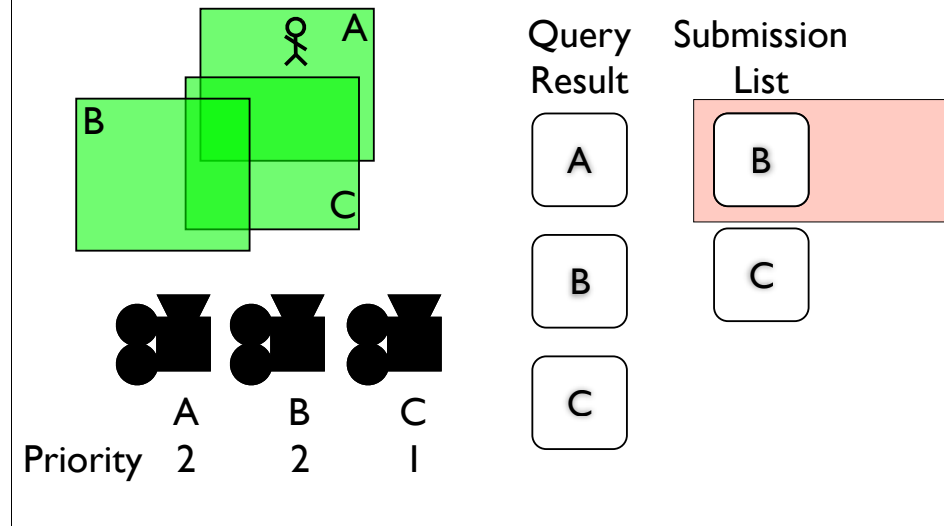 A
B
C
A B C
Priority 2 2 1
Query Submission
Result List
A B
B C
C